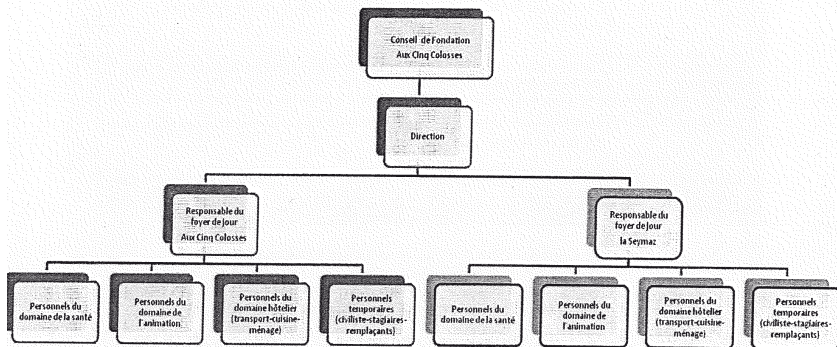 Conseil de Fondation
Aux Cinq Colosses
Direction
Responsable du
foyer de Jour
Aux Cinq Colosses
Responsable du
foyer de Jour
la Seymaz
Personnels du
domaine de la santé
Personnels du
domaine de
l'animation
Personnels du
domaine hôtelier
(transport-cuisine-
ménage)
Personnels
temporaires
(civiliste-stagiaires-
remplaçants)
Personnels du
domaine de la santé
Personnels du
domaine de
l'animation
Personnels du
domaine hôtelier
(transport-cuisine-
ménage)
Personnels
temporaires
(civiliste-stagiaires-
remplaçants)